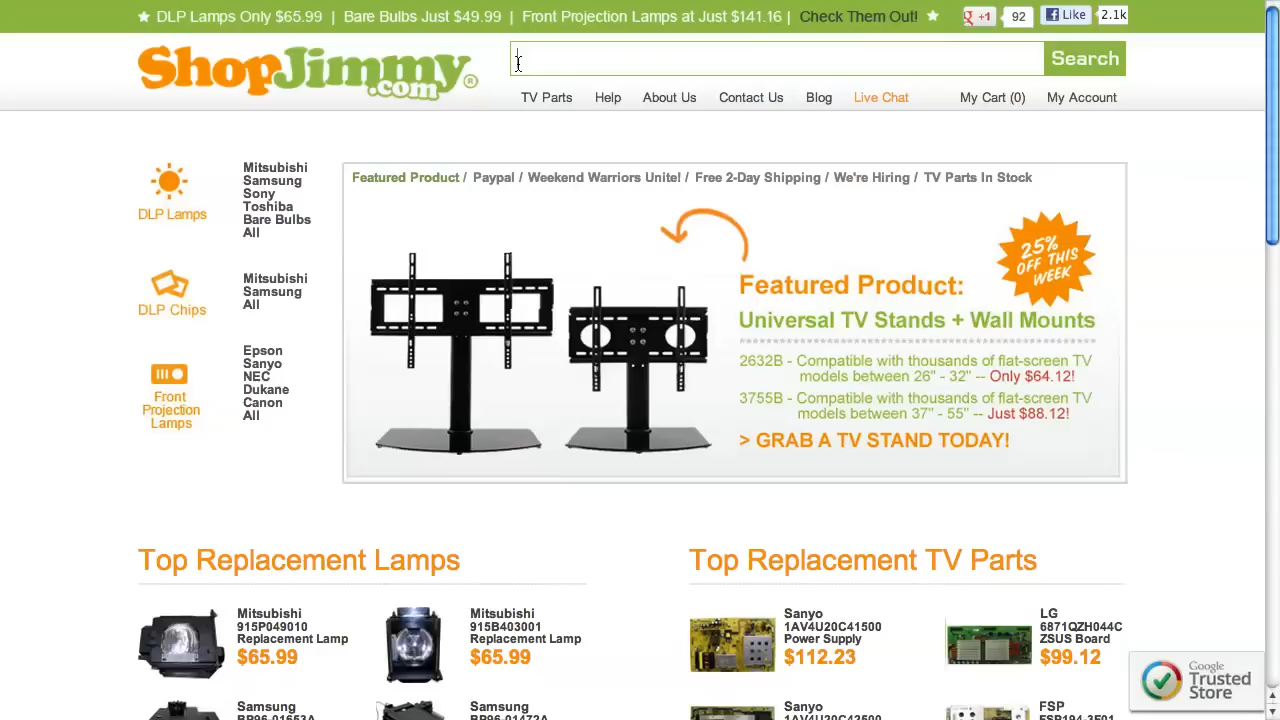 DLP Lamps Only $65.99 | Bare Bulbs Just $49.99 | Front Projection Lamps at Just $141.16 | Check Them Out!
+1 92
Like 2.1k
ShopJimmy.com®
Search
TV Parts Help About Us Contact Us Blog Live Chat My Cart (0) My Account
DLP Lamps
Mitsubishi
Samsung
Sony
Toshiba
Bare Bulbs
All
DLP Chips
Mitsubishi
Samsung
All
Front
Projection
Lamps
Epson
Sanyo
NEC
Dukane
Canon
All
Featured Product / Paypal / Weekend Warriors Unite! / Free 2-Day Shipping / We're Hiring / TV Parts In Stock
25%
OFF THIS
WEEK
Featured Product:
Universal TV Stands + Wall Mounts
2632B - Compatible with thousands of flat-screen TV
models between 26" - 32" -- Only $64.12!
3755B - Compatible with thousands of flat-screen TV
models between 37" - 55" -- Just $88.12!
> GRAB A TV STAND TODAY!
Top Replacement Lamps
Mitsubishi
915P049010
Replacement Lamp
$65.99
Mitsubishi
915B403001
Replacement Lamp
$65.99
Samsung
BP96-01653A
Samsung
BP96-01472A
Top Replacement TV Parts
Sanyo
1AV4U20C41500
Power Supply
$112.23
LG
6871QZH044C
ZSUS Board
$99.12
Sanyo
1AV4U20C43500
FSP
FSP194-3F01
Google
Trusted
Store